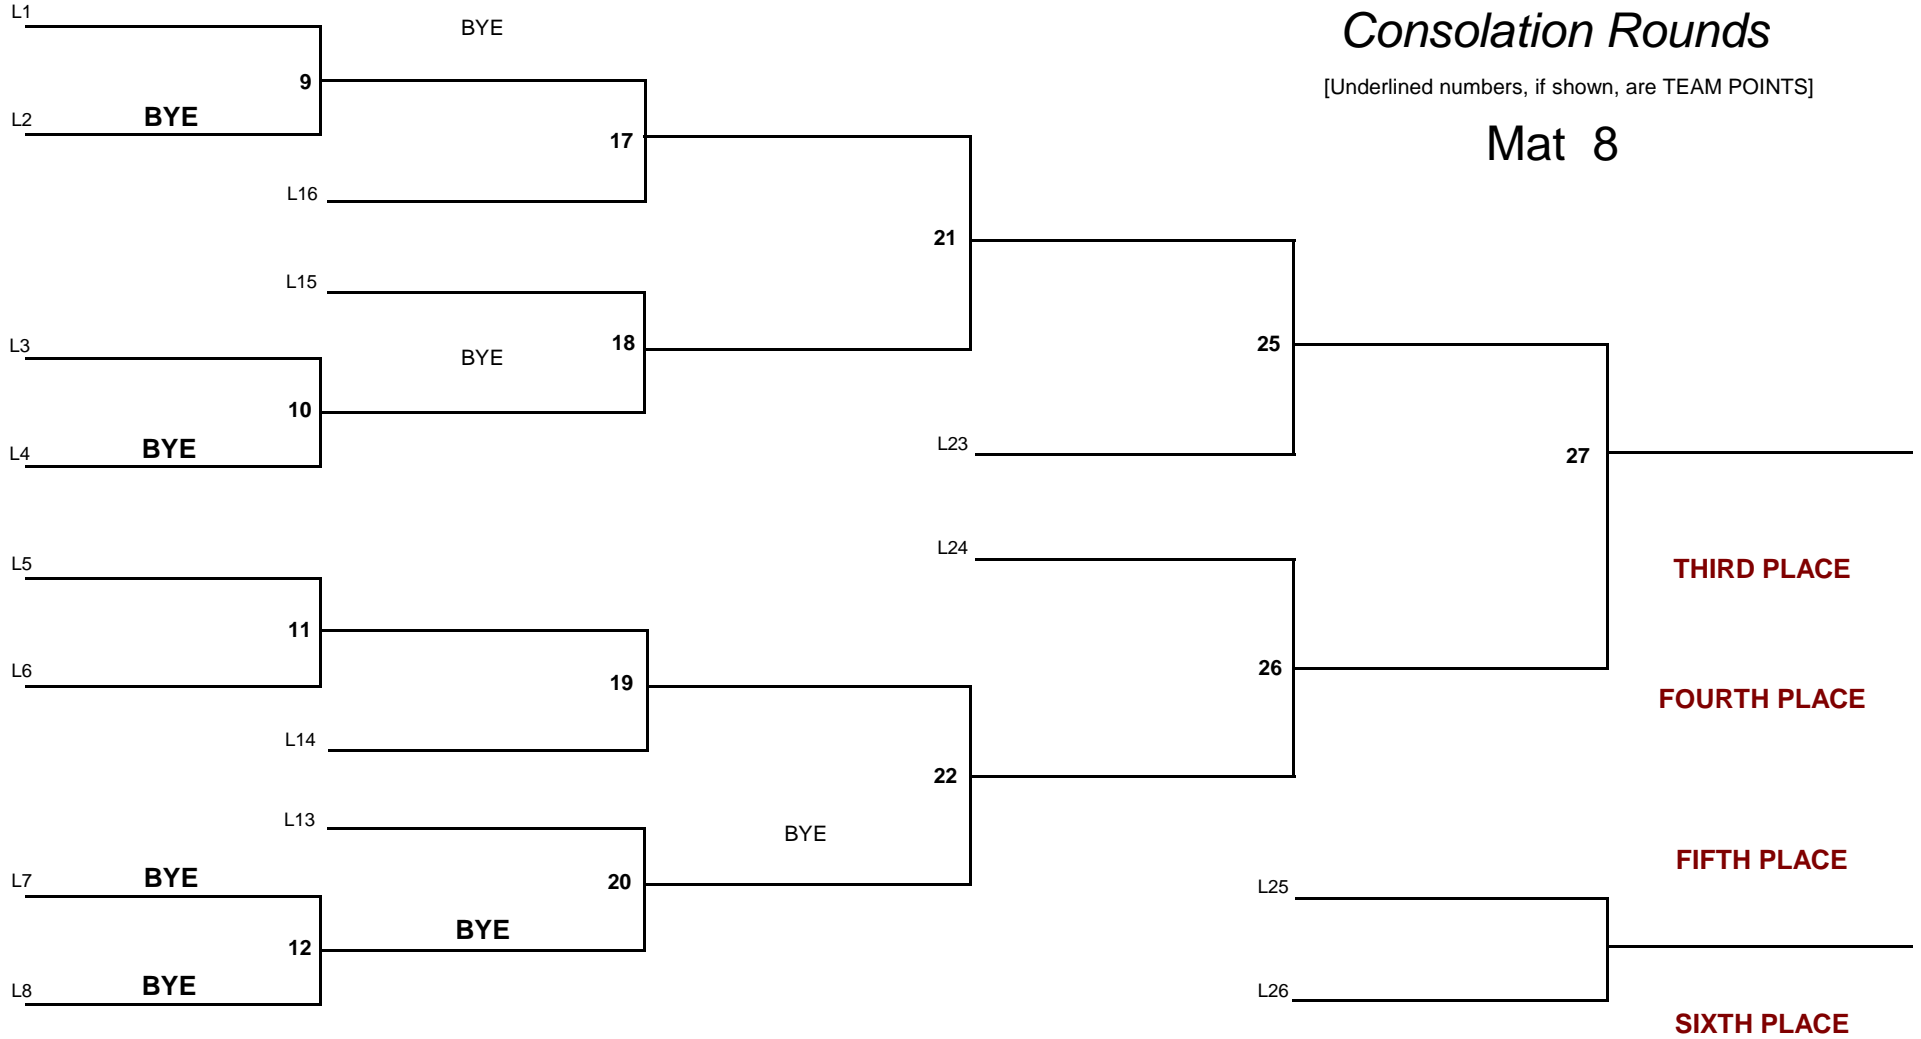 L1
BYE
Consolation Rounds
9
[Underlined numbers, if shown, are TEAM POINTS]
L2
BYE
17
Mat 8
L16
21
L15
L3
BYE
18
25
10
L4
BYE
L23
27
L5
L24
THIRD PLACE
11
L6
19
26
FOURTH PLACE
L14
22
L13
BYE
FIFTH PLACE
L7
BYE
20
L25
BYE
12
L8
BYE
L26
SIXTH PLACE